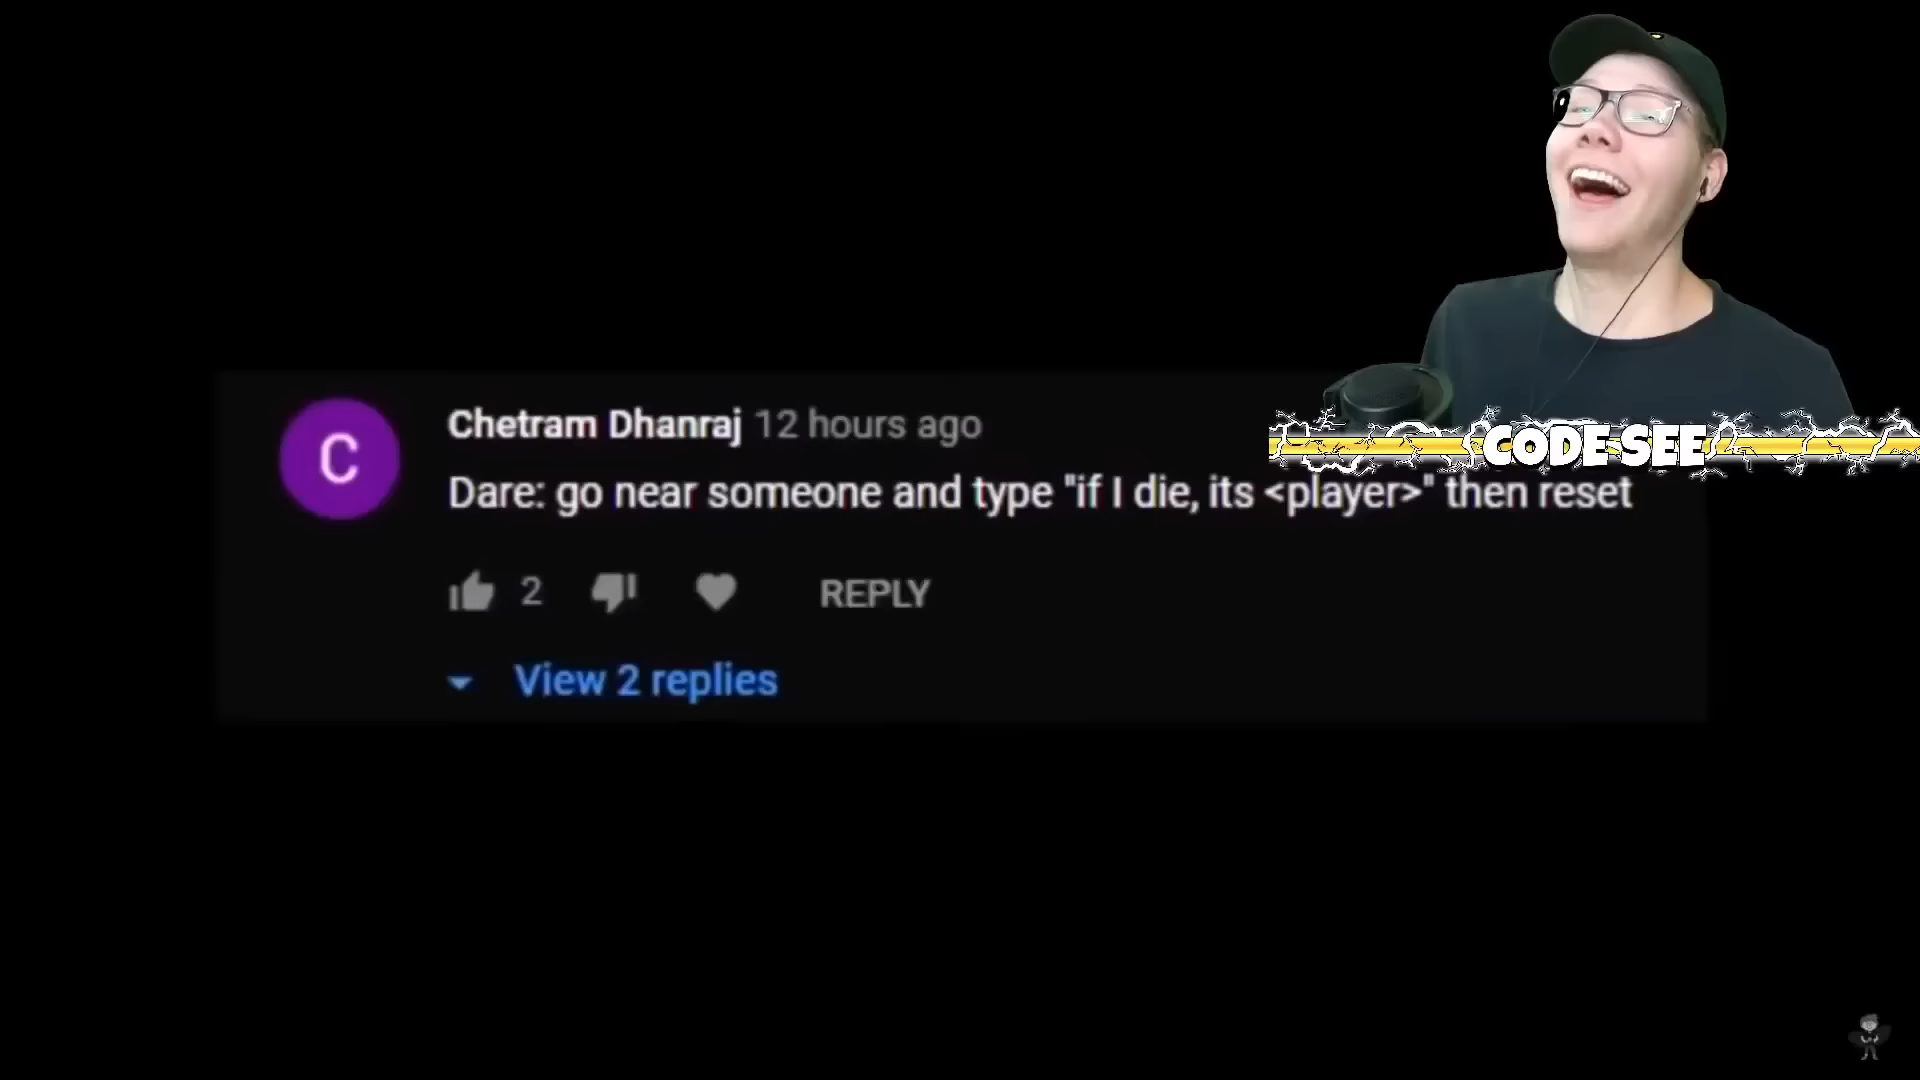 C
Chetram Dhanraj 12 hours ago
CODE SEE
Dare: go near someone and type "if I die, its <player>" then reset
2
REPLY
View 2 replies